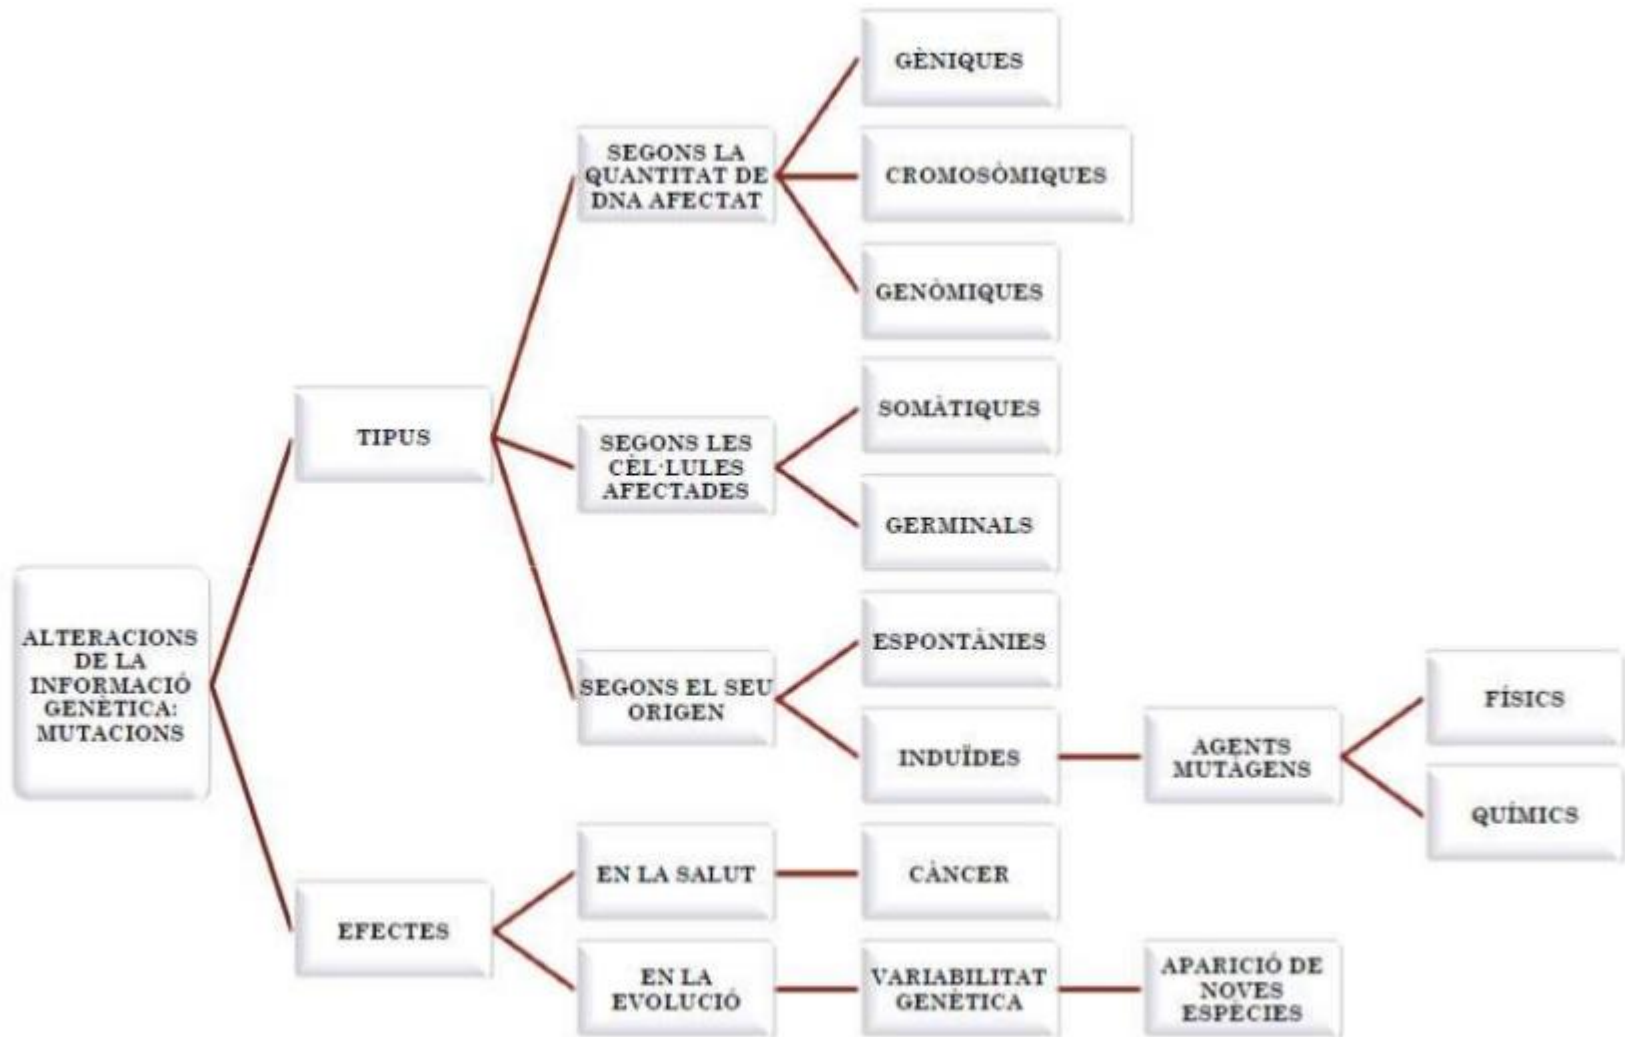 ALTERACIONS
DE LA
INFORMACIÓ
GENÈTICA:
MUTACIONS
TIPUS
SEGONS LA
QUANTITAT DE
DNA AFECTAT
GÈNIQUES
CROMOSÒMIQUES
GENÒMIQUES
SEGONS LES
CÈL·LULES
AFECTADES
SOMÀTIQUES
GERMINALS
SEGONS EL SEU
ORIGEN
ESPONTÀNIES
INDUÏDES
AGENTS
MUTÀGENS
FÍSICS
QUÍMICS
EFECTES
EN LA SALUT
CÀNCER
EN LA
EVOLUCIÓ
VARIABILITAT
GENÈTICA
APARICIÓ DE
NOVES
ESPÈCIES